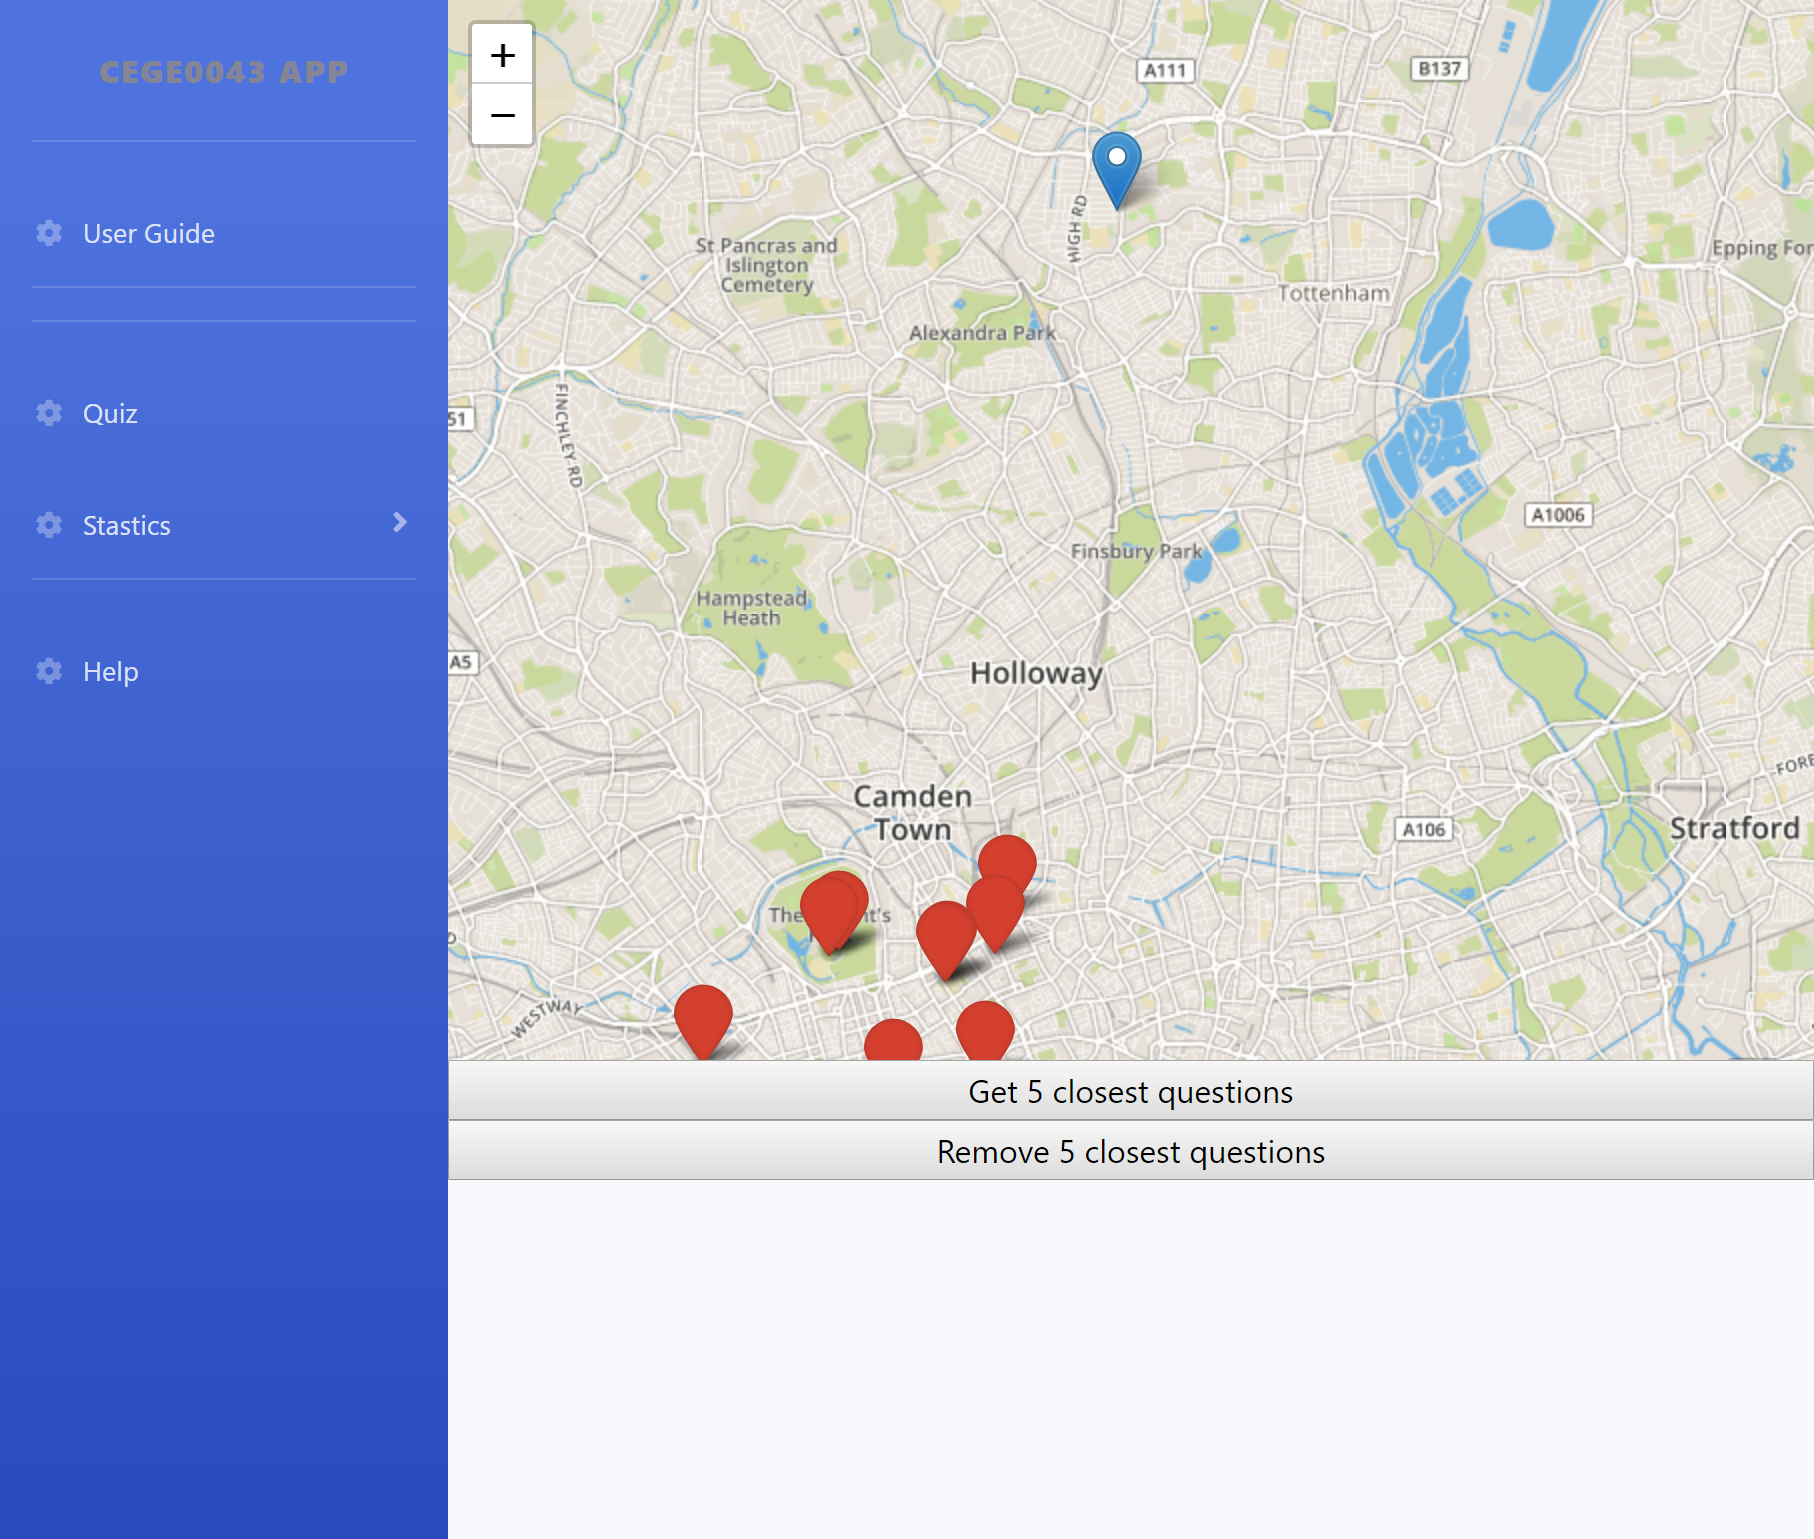 CEGE0043 APP
User Guide
Quiz
Stastics
Help
+
−
A111
B137
HIGH RD
St Pancras and
Islington
Cemetery
Epping For
Tottenham
Alexandra Park
51
FINCHLEY RD
A1006
Finsbury Park
Hampstead
Heath
A5
Holloway
FORE
Camden
Town
A106
Stratford
The
t's
WESTWAY
Get 5 closest questions
Remove 5 closest questions